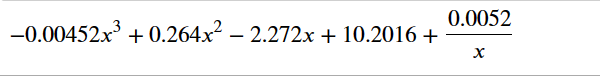 −0.00452x³ + 0.264x² − 2.272x + 10.2016 + 0.0052/x